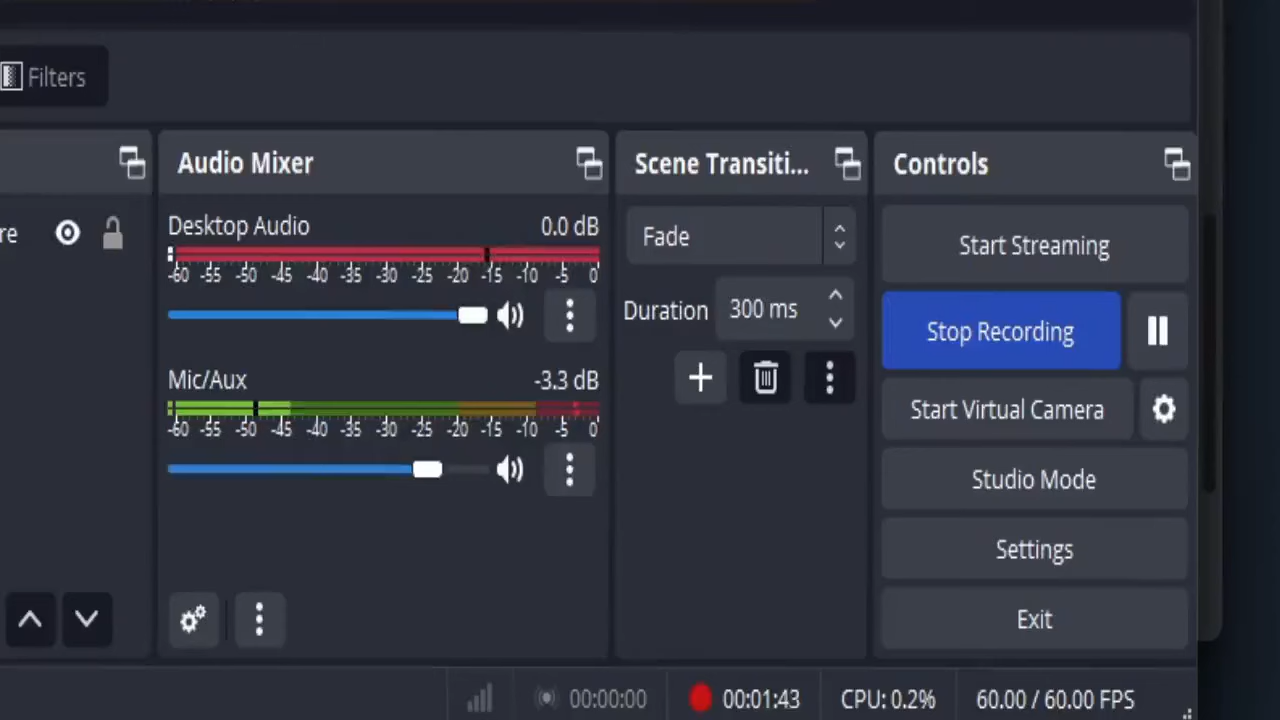 Filters
Audio Mixer
Scene Transiti...
Controls
re
Desktop Audio
0.0 dB
-60 -55 -50 -45 -40 -35 -30 -25 -20 -15 -10 -5 0
Mic/Aux
-3.3 dB
-60 -55 -50 -45 -40 -35 -30 -25 -20 -15 -10 -5 0
Fade
Duration
300 ms
Start Streaming
Stop Recording
Start Virtual Camera
Studio Mode
Settings
Exit
00:00:00
00:01:43
CPU: 0.2%
60.00 / 60.00 FPS